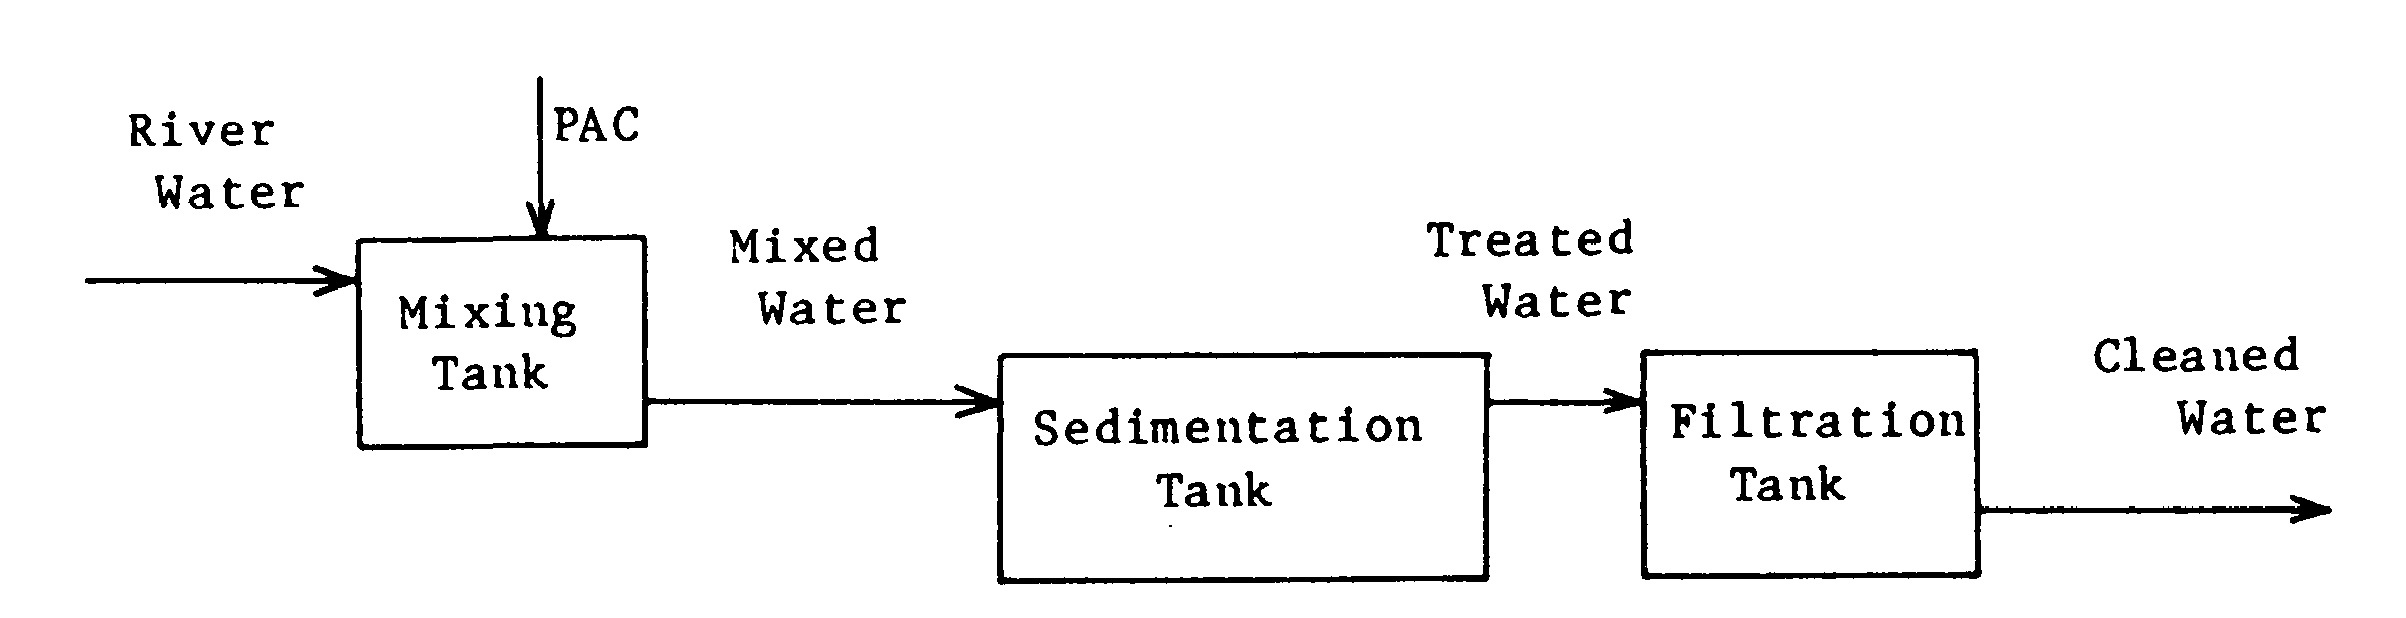 River
Water
PAC
Mixing
Tank
Mixed
Water
Sedimentation
Tank
Treated
Water
Filtration
Tank
Cleaned
Water